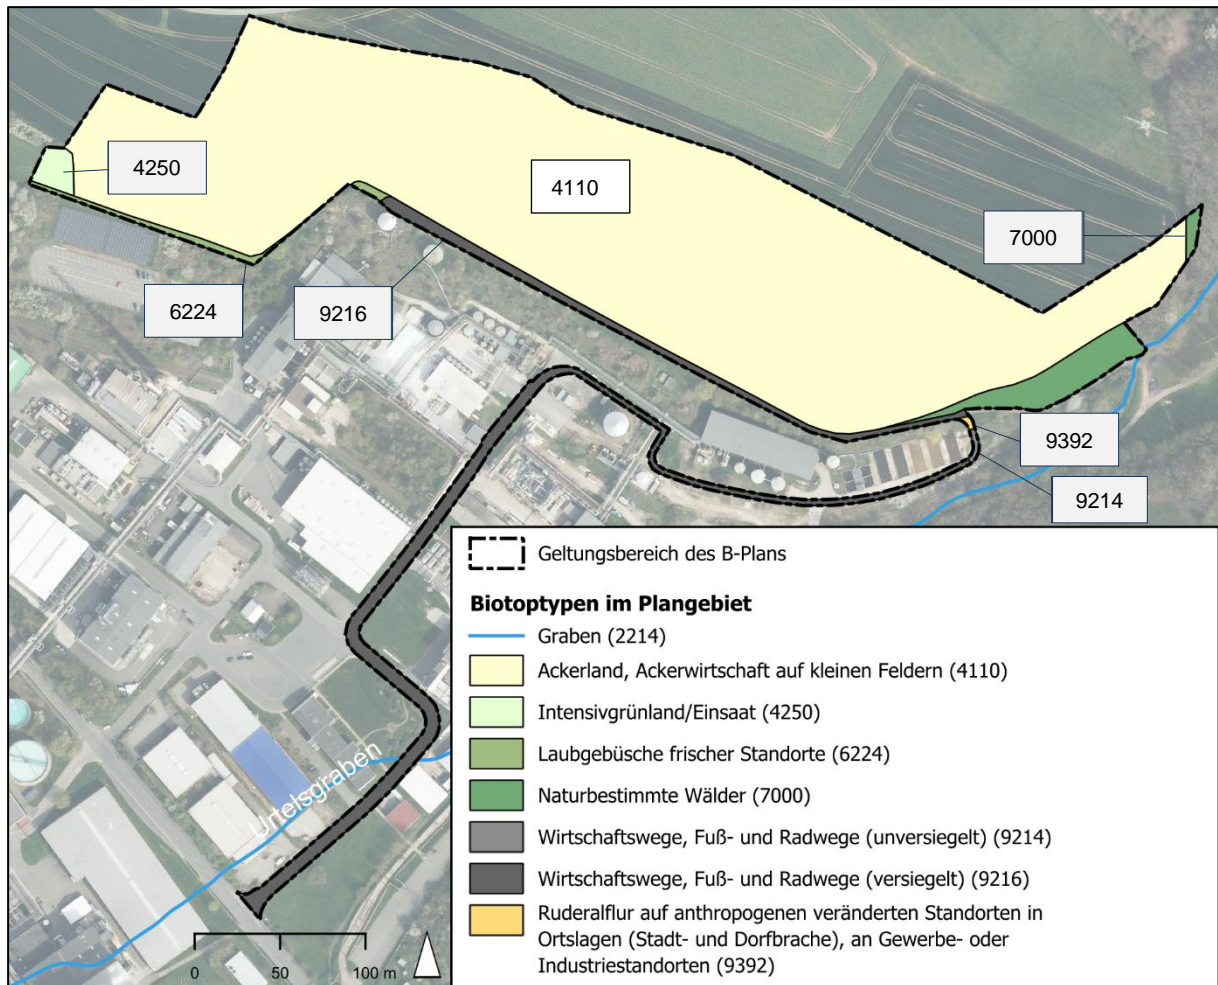 4250
4110
7000
6224
9216
9392
9214
Urtelsgraben
0 50 100 m
Geltungsbereich des B-Plans
Biotoptypen im Plangebiet
Graben (2214)
Ackerland, Ackerwirtschaft auf kleinen Feldern (4110)
Intensivgrünland/Einsaat (4250)
Laubgebüsche frischer Standorte (6224)
Naturbestimmte Wälder (7000)
Wirtschaftswege, Fuß- und Radwege (unversiegelt) (9214)
Wirtschaftswege, Fuß- und Radwege (versiegelt) (9216)
Ruderalflur auf anthropogenen veränderten Standorten in
Ortslagen (Stadt- und Dorfbrache), an Gewerbe- oder
Industriestandorten (9392)